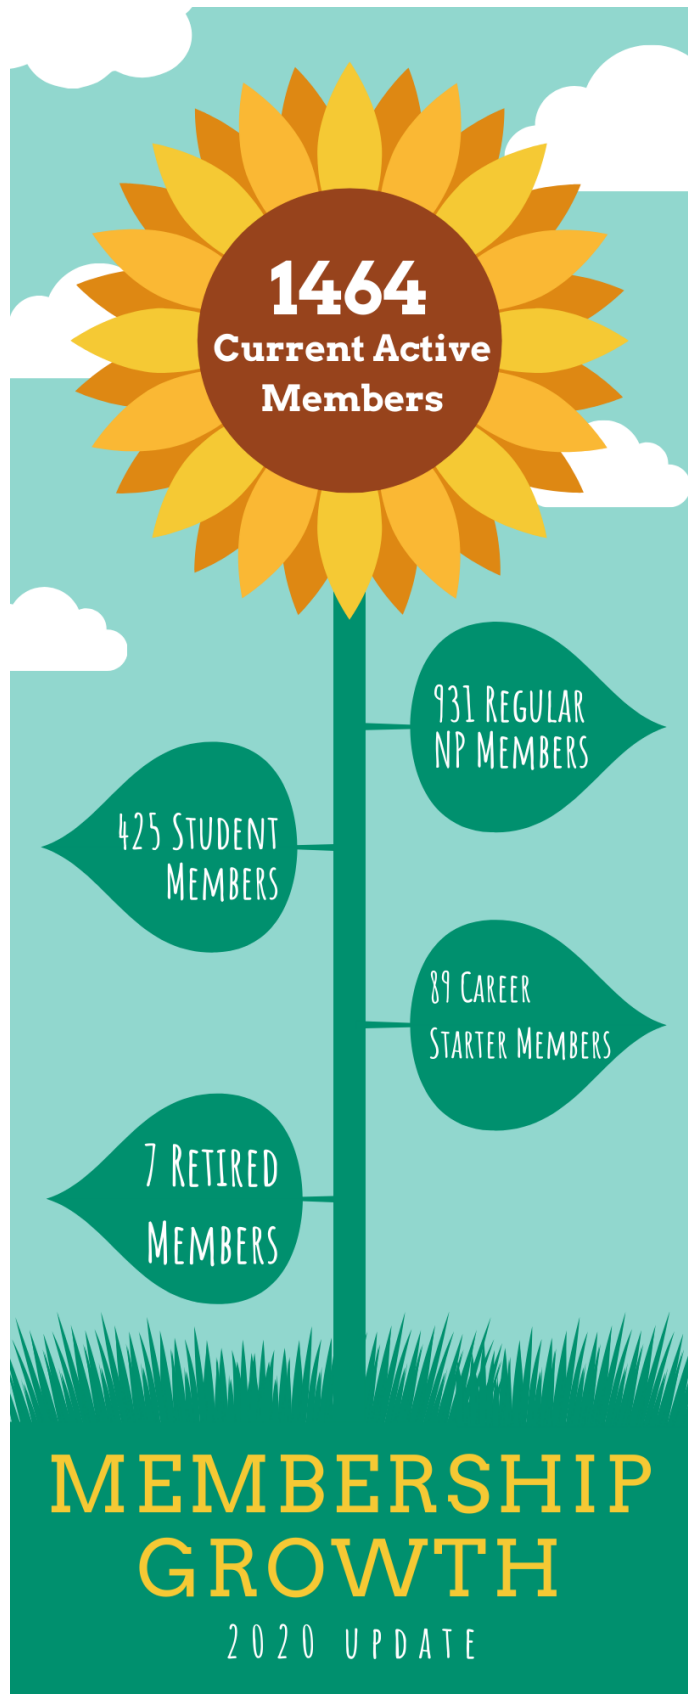 1464
Current Active
Members
931 Regular
NP Members
425 Student
Members
89 Career
Starter Members
7 Retired
Members
MEMBERSHIP
GROWTH
2020 UPDATE